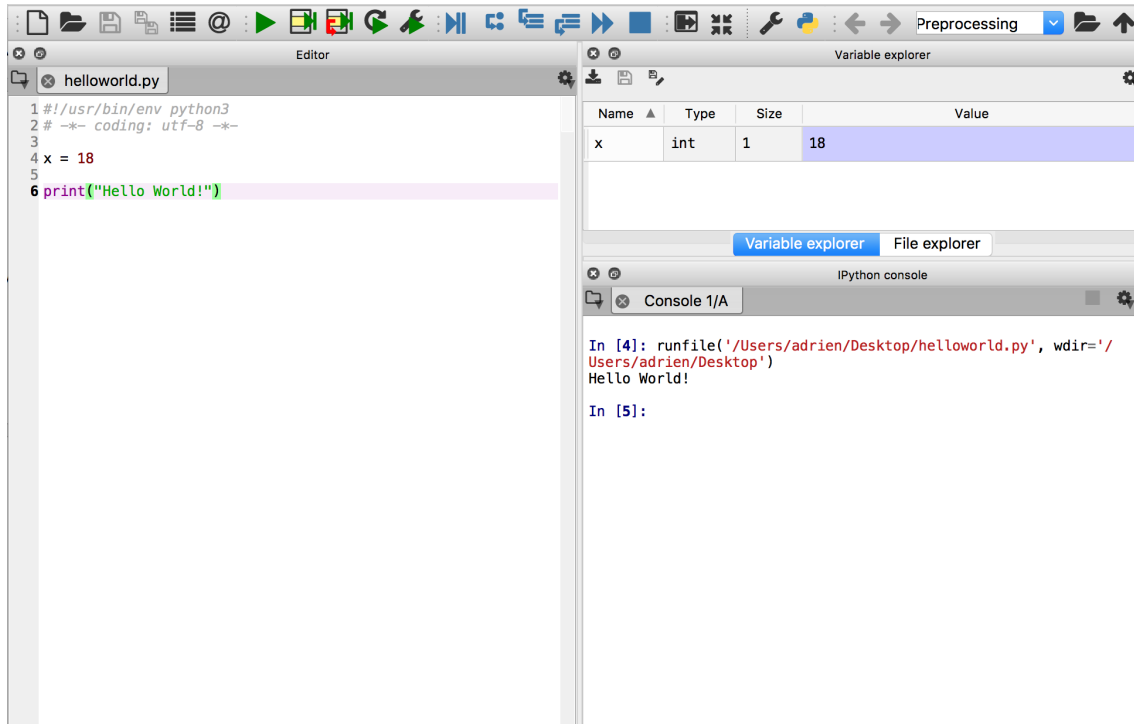 @
Preprocessing
Editor
helloworld.py
1 #!/usr/bin/env python3
2 # -*- coding: utf-8 -*-
3
4 x = 18
5
6 print("Hello World!")
Variable explorer
Name Type Size Value
x int 1 18
Variable explorer File explorer
IPython console
Console 1/A
In [4]: runfile('/Users/adrien/Desktop/helloworld.py', wdir='/
Users/adrien/Desktop')
Hello World!
In [5]: